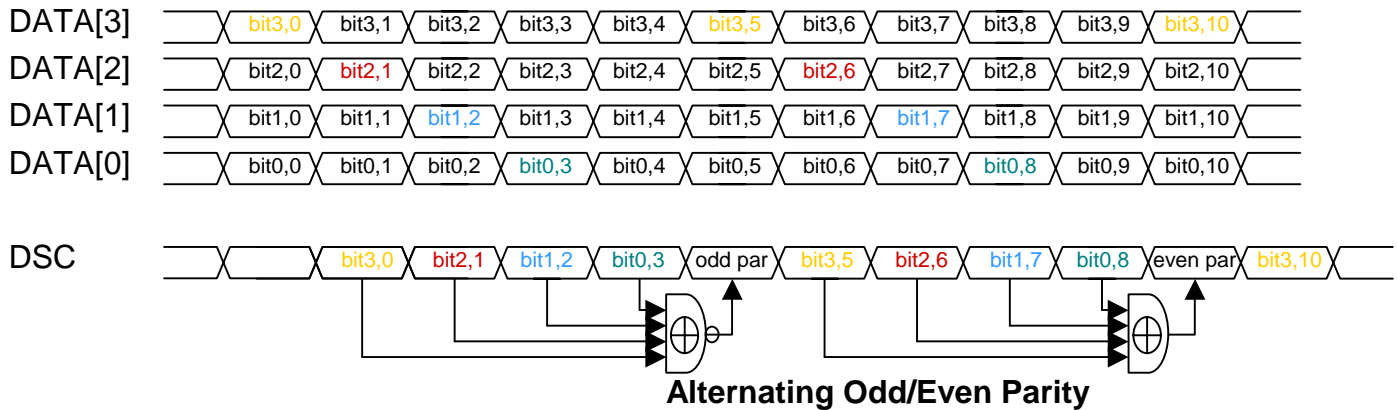 DATA[3] bit3,0 bit3,1 bit3,2 bit3,3 bit3,4 bit3,5 bit3,6 bit3,7 bit3,8 bit3,9 bit3,10
DATA[2] bit2,0 bit2,1 bit2,2 bit2,3 bit2,4 bit2,5 bit2,6 bit2,7 bit2,8 bit2,9 bit2,10
DATA[1] bit1,0 bit1,1 bit1,2 bit1,3 bit1,4 bit1,5 bit1,6 bit1,7 bit1,8 bit1,9 bit1,10
DATA[0] bit0,0 bit0,1 bit0,2 bit0,3 bit0,4 bit0,5 bit0,6 bit0,7 bit0,8 bit0,9 bit0,10
DSC bit3,0 bit2,1 bit1,2 bit0,3 odd par bit3,5 bit2,6 bit1,7 bit0,8 even par bit3,10
Alternating Odd/Even Parity